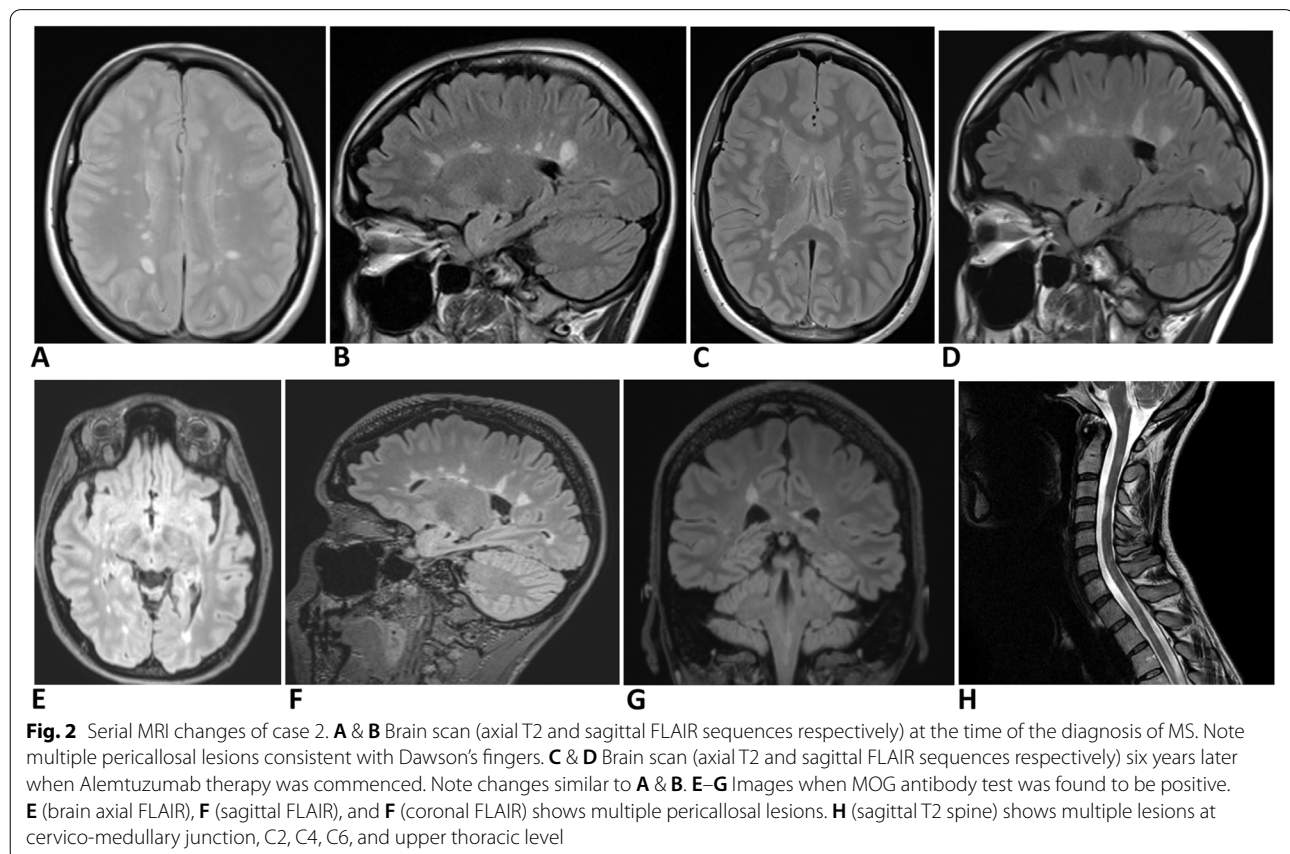 A
B
C
D
E
F
G
H
Fig. 2 Serial MRI changes of case 2. A & B Brain scan (axial T2 and sagittal FLAIR sequences respectively) at the time of the diagnosis of MS. Note
multiple pericallosal lesions consistent with Dawson’s fingers. C & D Brain scan (axial T2 and sagittal FLAIR sequences respectively) six years later
when Alemtuzumab therapy was commenced. Note changes similar to A & B. E–G Images when MOG antibody test was found to be positive.
E (brain axial FLAIR), F (sagittal FLAIR), and F (coronal FLAIR) shows multiple pericallosal lesions. H (sagittal T2 spine) shows multiple lesions at
cervico-medullary junction, C2, C4, C6, and upper thoracic level